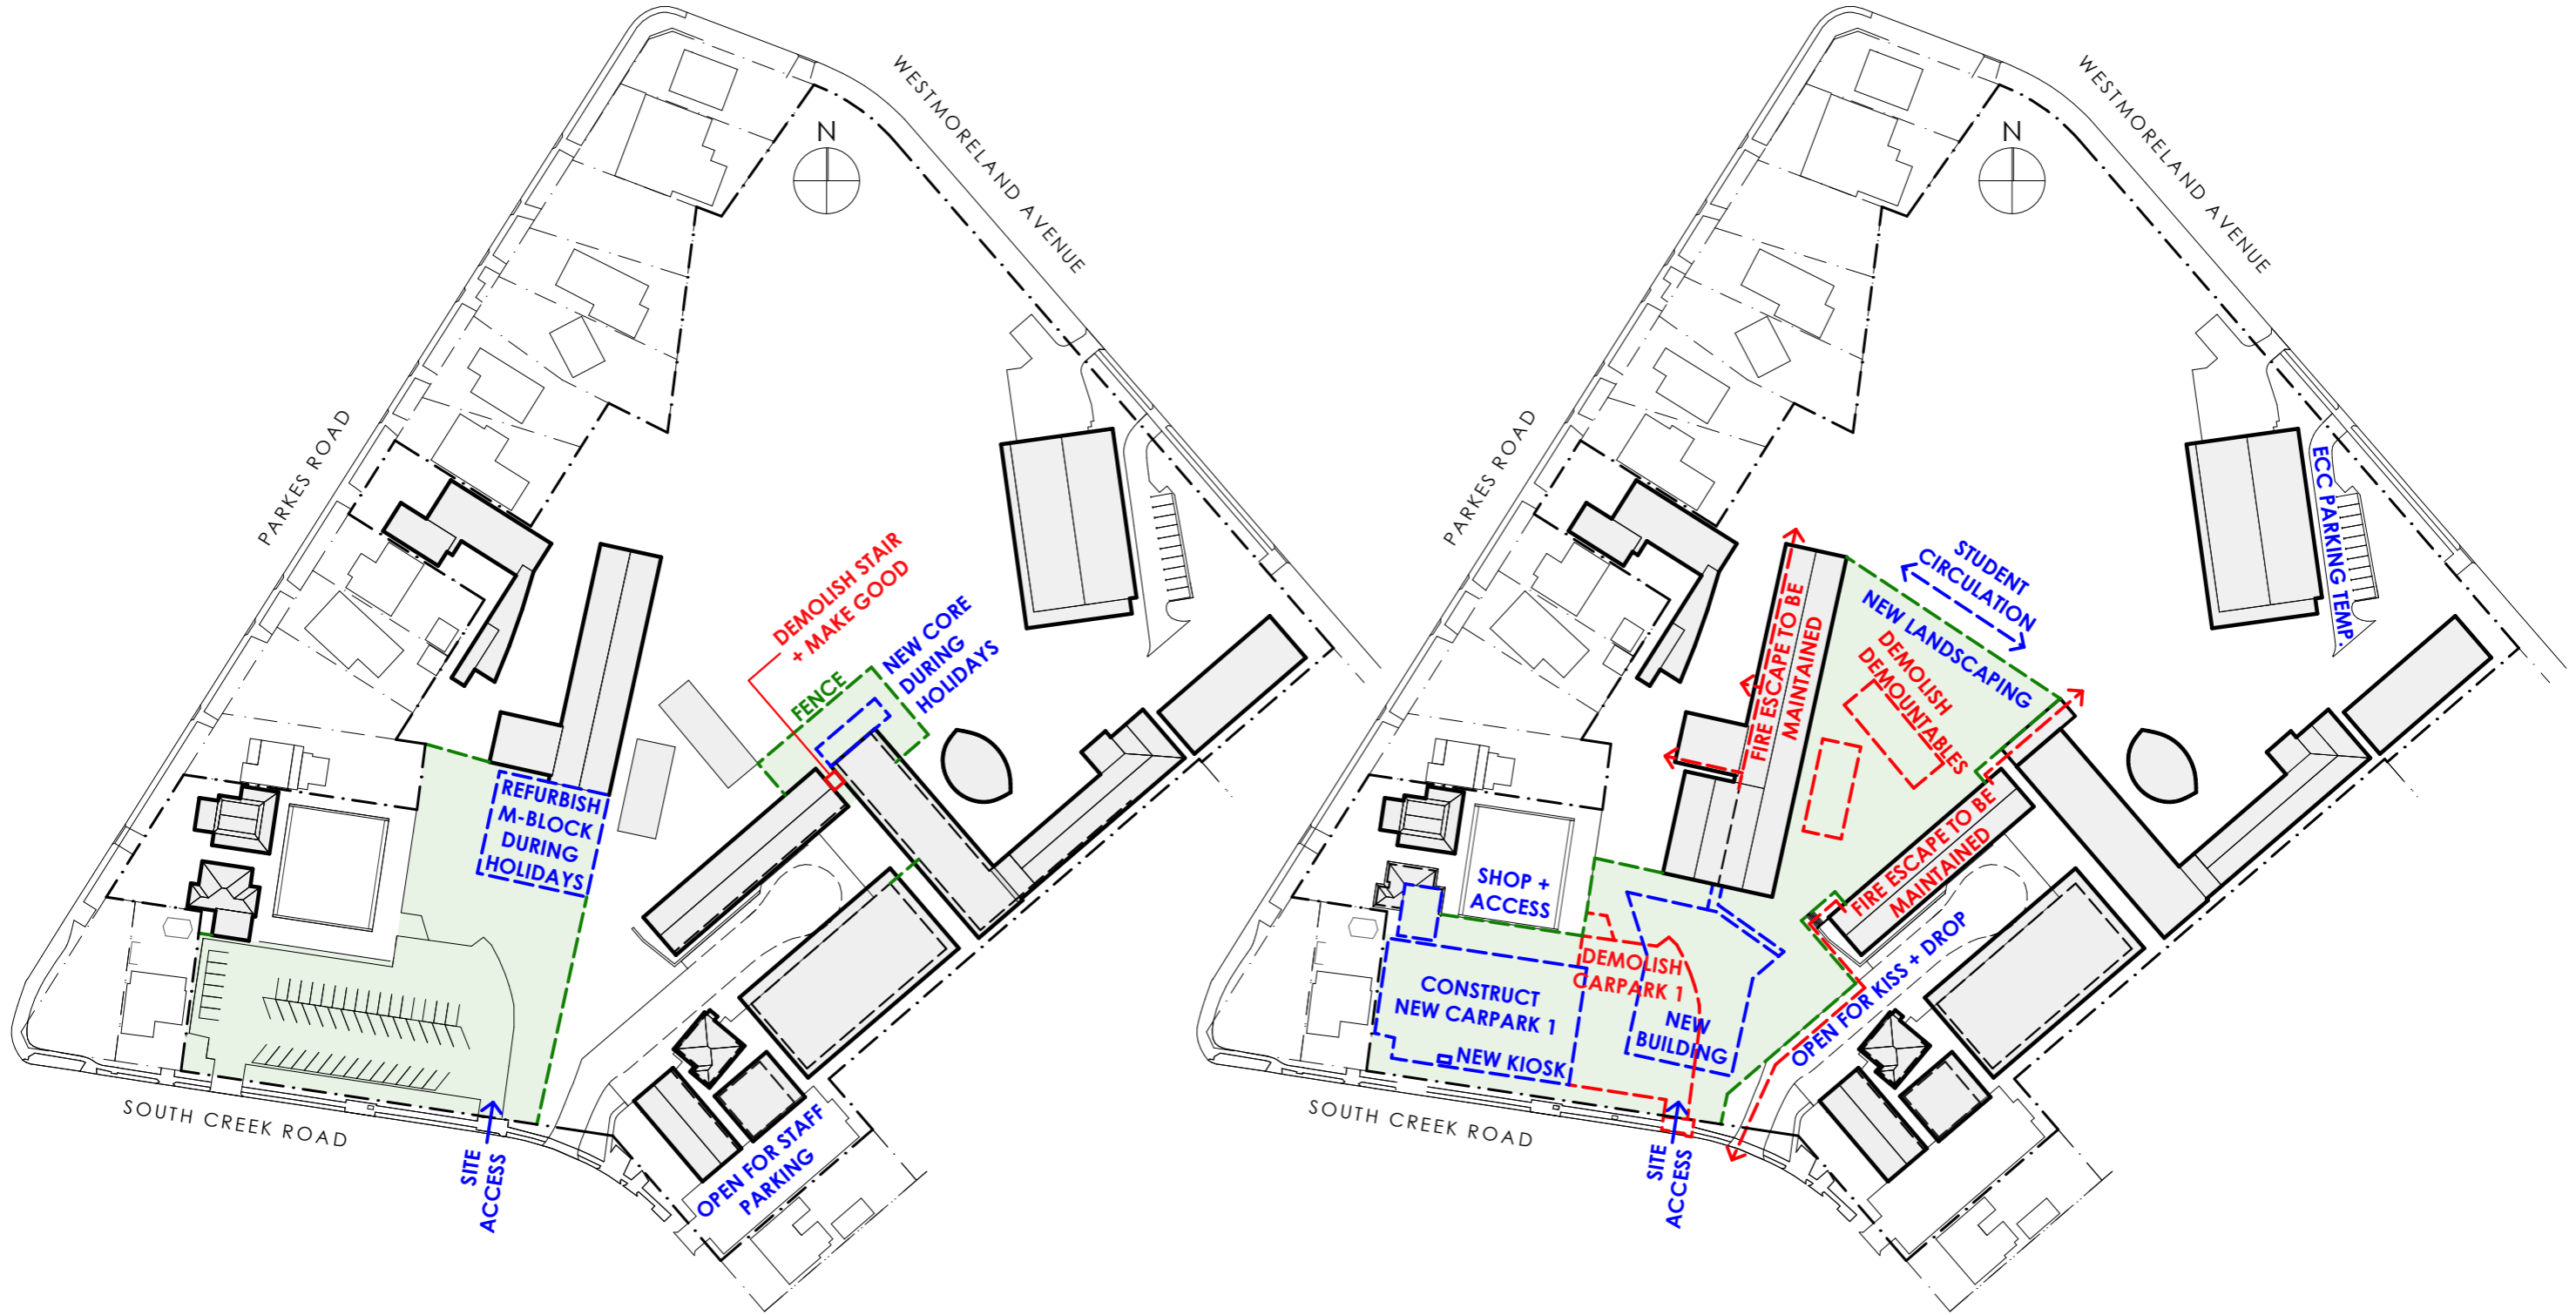 WESTMORELAND AVENUE
N
PARKES ROAD
DEMOLISH STAIR
+ MAKE GOOD
NEW CORE
DURING
HOLIDAYS
FENCE
REFURBISH
M-BLOCK
DURING
HOLIDAYS
SOUTH CREEK ROAD
SITE
ACCESS
OPEN FOR STAFF
PARKING
WESTMORELAND AVENUE
N
PARKES ROAD
ECC PARKING TEMP.
STUDENT
CIRCULATION
NEW LANDSCAPING
DEMOLISH
DEMOUNTABLES
FIRE ESCAPE TO BE
MAINTAINED
FIRE ESCAPE TO BE
MAINTAINED
SHOP +
ACCESS
DEMOLISH
CARPARK 1
CONSTRUCT
NEW CARPARK 1
NEW KIOSK
NEW
BUILDING
OPEN FOR KISS + DROP
SOUTH CREEK ROAD
SITE
ACCESS